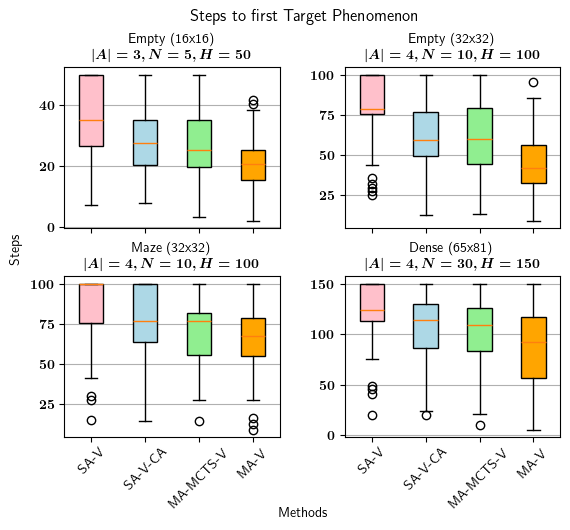 Steps to first Target Phenomenon
Empty (16x16)
|A| = 3, N = 5, H = 50
40
20
0
Empty (32x32)
|A| = 4, N = 10, H = 100
100
75
50
25
Steps
Maze (32x32)
|A| = 4, N = 10, H = 100
100
75
50
25
SA-V
SA-V-CA
MA-MCTS-V
MA-V
Dense (65x81)
|A| = 4, N = 30, H = 150
150
100
50
0
SA-V
SA-V-CA
MA-MCTS-V
MA-V
Methods